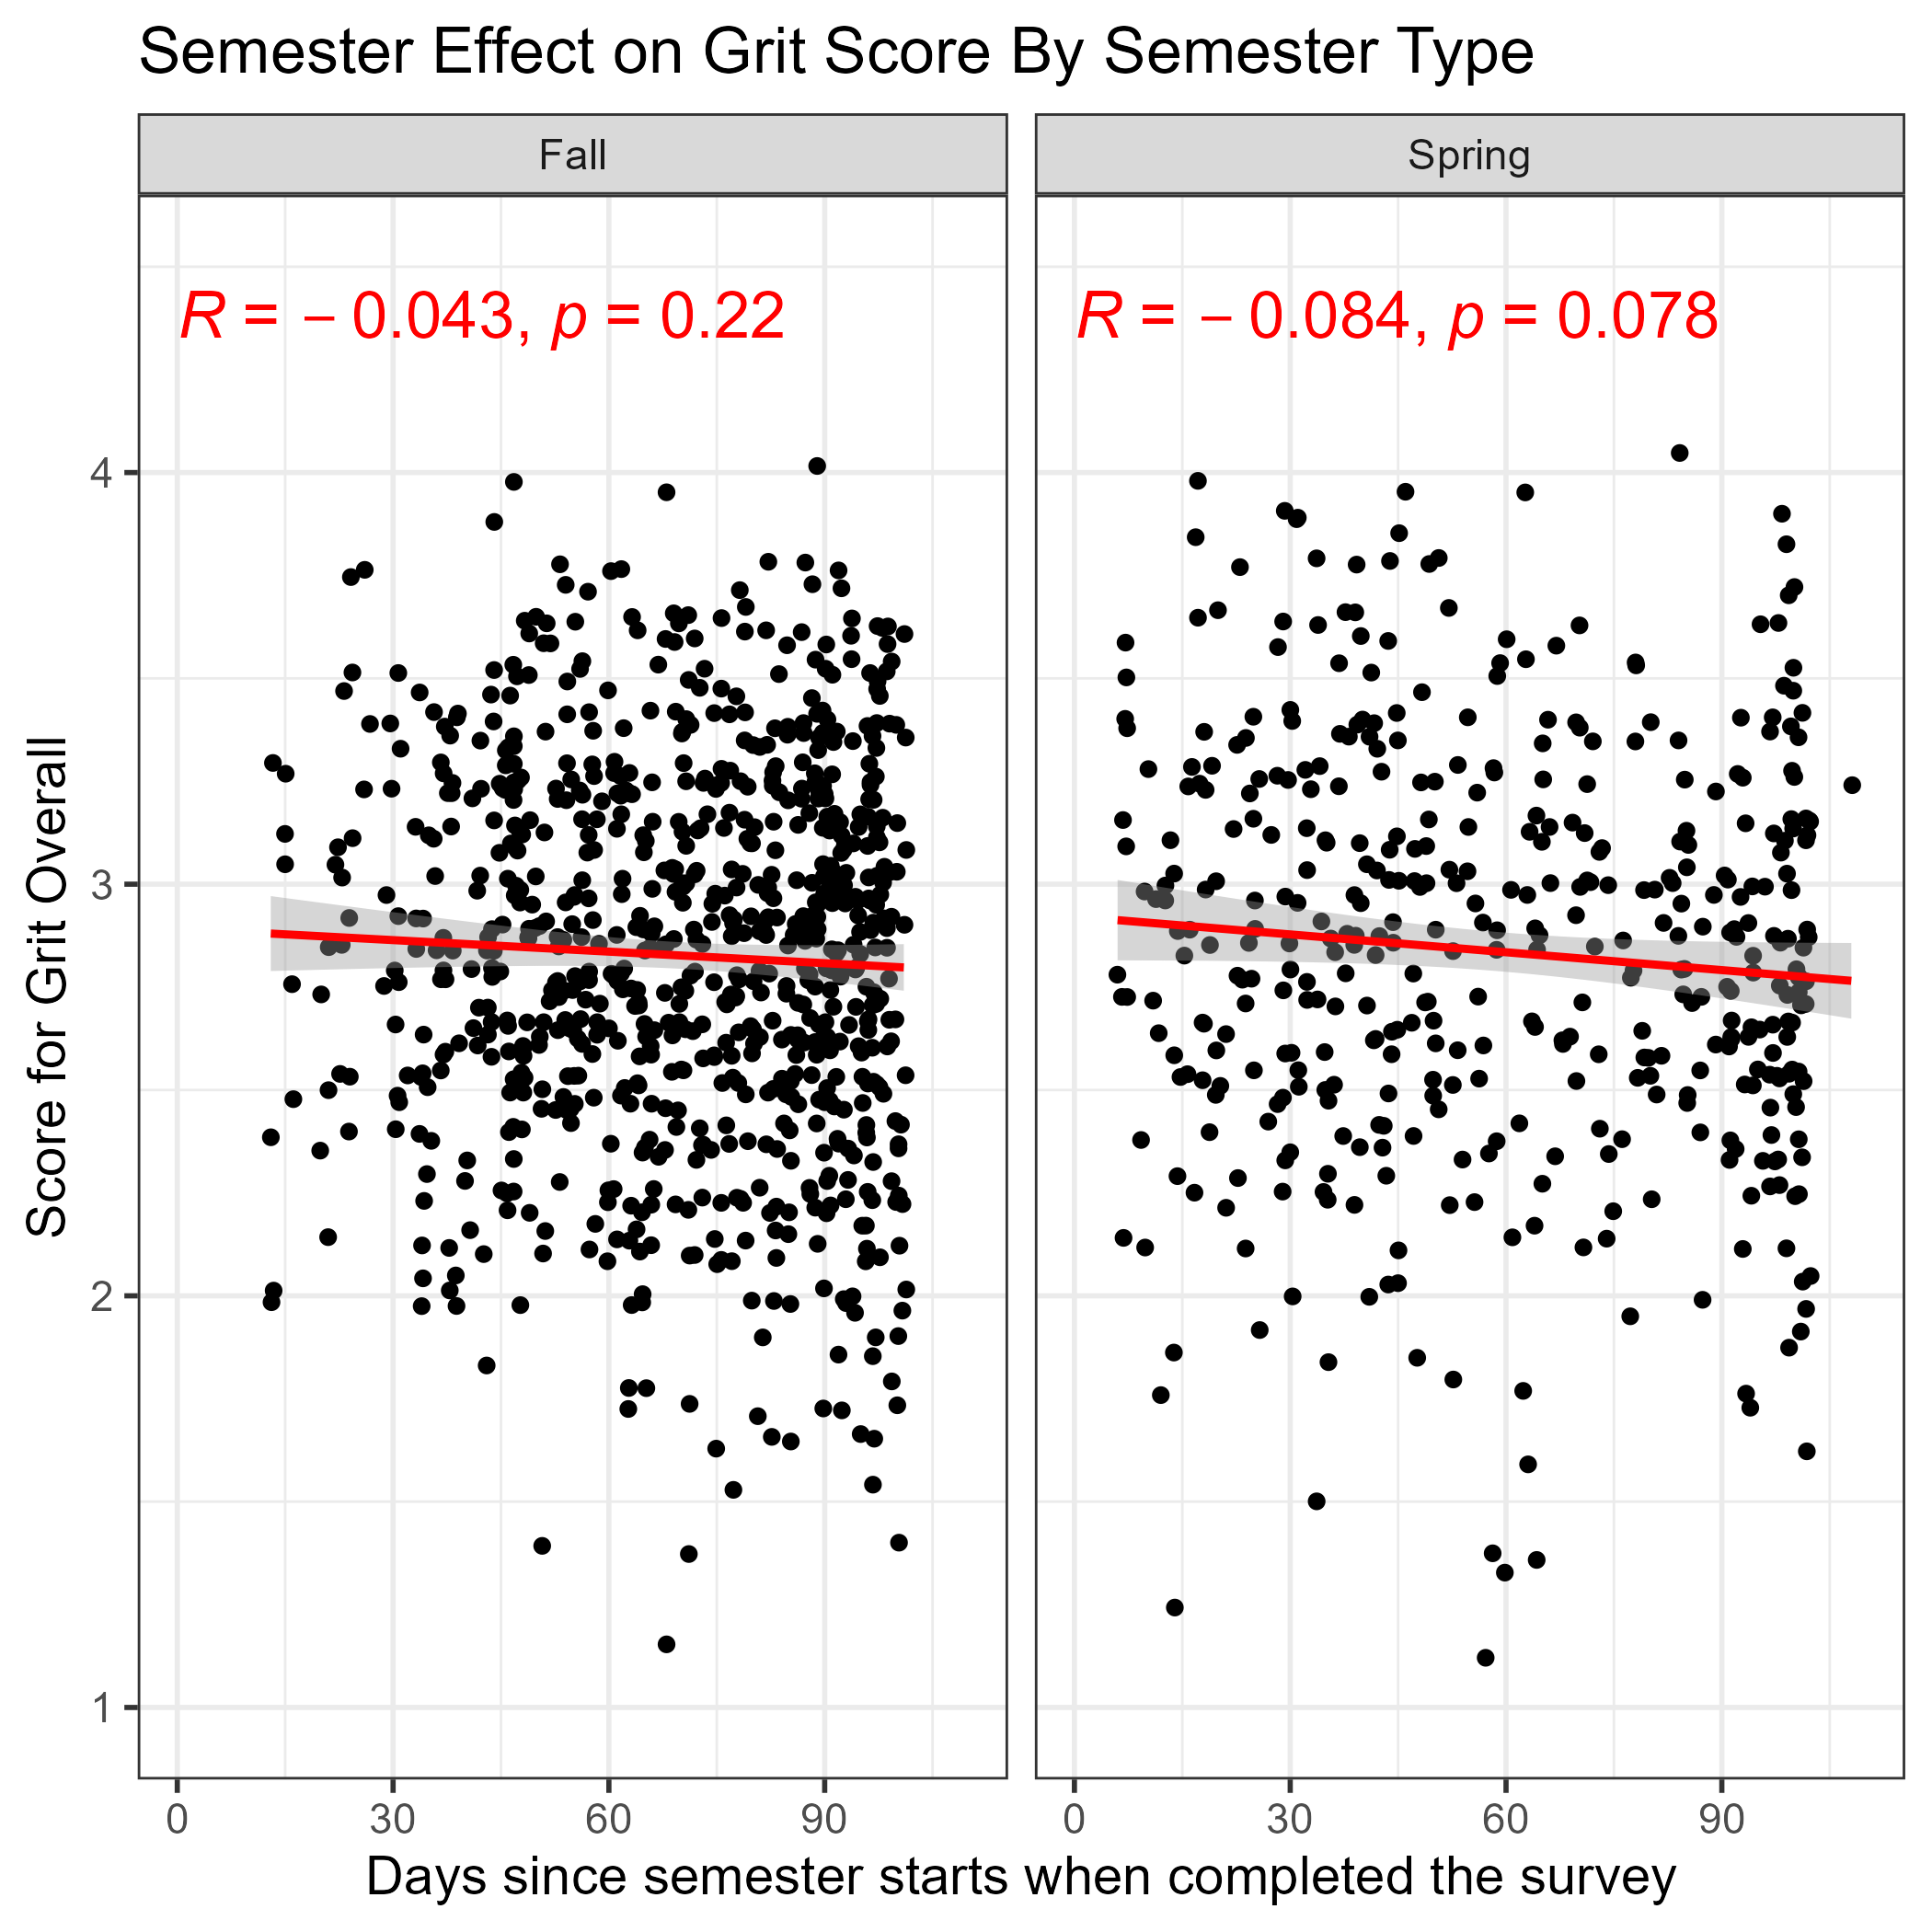 Semester Effect on Grit Score By Semester Type
Fall
Spring
R = − 0.043, p = 0.22
R = − 0.084, p = 0.078
Score for Grit Overall
4
3
2
1
0 30 60 90
0 30 60 90
Days since semester starts when completed the survey